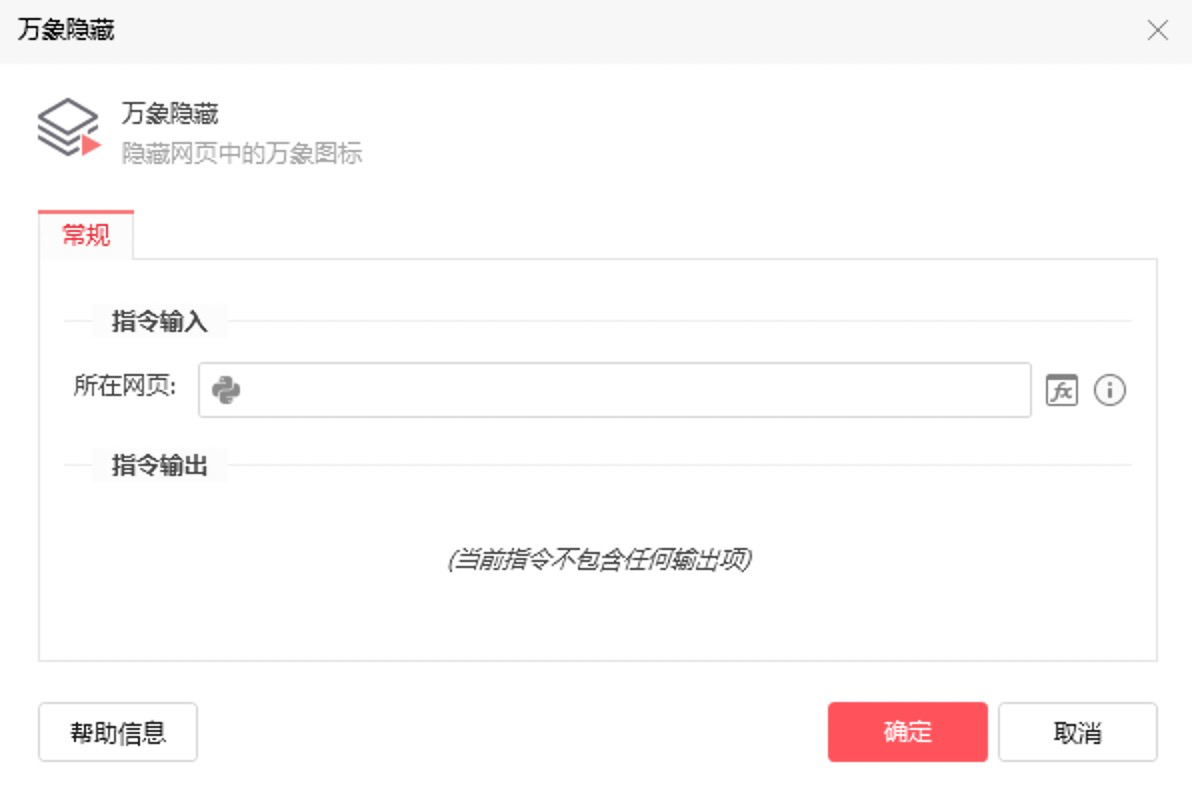 万象隐藏
万象隐藏
隐藏网页中的万象图标
常规
指令输入
所在网页:
fx
指令输出
(当前指令不包含任何输出项)
帮助信息
确定
取消